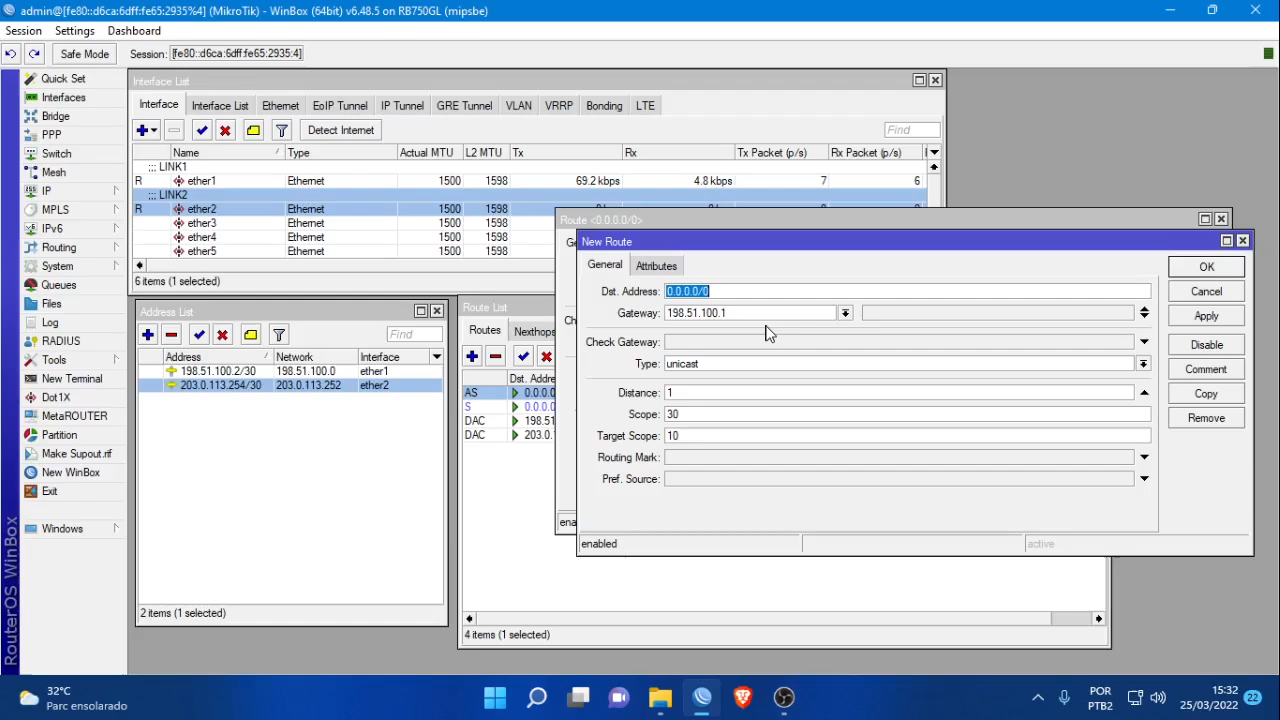 admin@[fe80::d6ca:6dff:fe65:2935%4] (MikroTik) - WinBox (64bit) v6.48.5 on RB750GL (mipsbe)
Session Settings Dashboard
Safe Mode Session: [fe80::d6ca:6dff:fe65:2935:4]
Quick Set
Interfaces
Bridge
PPP
Switch
Mesh
IP
MPLS
IPv6
Routing
System
Queues
Files
Log
RADIUS
Tools
New Terminal
Dot1X
MetaROUTER
Partition
Make Supout.rif
New WinBox
Exit
Windows
RouterOS WinBox
Interface List
Interface Interface List Ethernet EoIP Tunnel IP Tunnel GRE Tunnel VLAN VRRP Bonding LTE
Detect Internet Find
Name Type Actual MTU L2 MTU Tx Rx Tx Packet (p/s) Rx Packet (p/s)
;;; LINK1
R ether1 Ethernet 1500 1598 69.2 kbps 4.8 kbps 7 6
;;; LINK2
R ether2 Ethernet 1500 1598
ether3 Ethernet 1500 1598
ether4 Ethernet 1500 1598
ether5 Ethernet 1500 1598
6 items (1 selected)
Address List
Find
Address Network Interface
198.51.100.2/30 198.51.100.0 ether1
203.0.113.254/30 203.0.113.252 ether2
2 items (1 selected)
Route List
Routes Nexthops
Dst. Address
AS 0.0.0.0
S 0.0.0.0
DAC 198.51
DAC 203.0.
4 items (1 selected)
Route <0.0.0.0/0>
Ge
Ch
ena
New Route
General Attributes
Dst. Address: 0.0.0.0/0
Gateway: 198.51.100.1
Check Gateway:
Type: unicast
Distance: 1
Scope: 30
Target Scope: 10
Routing Mark:
Pref. Source:
OK
Cancel
Apply
Disable
Comment
Copy
Remove
enabled active
32°C
Parc ensolarado
POR
PTB2
15:32
25/03/2022
22